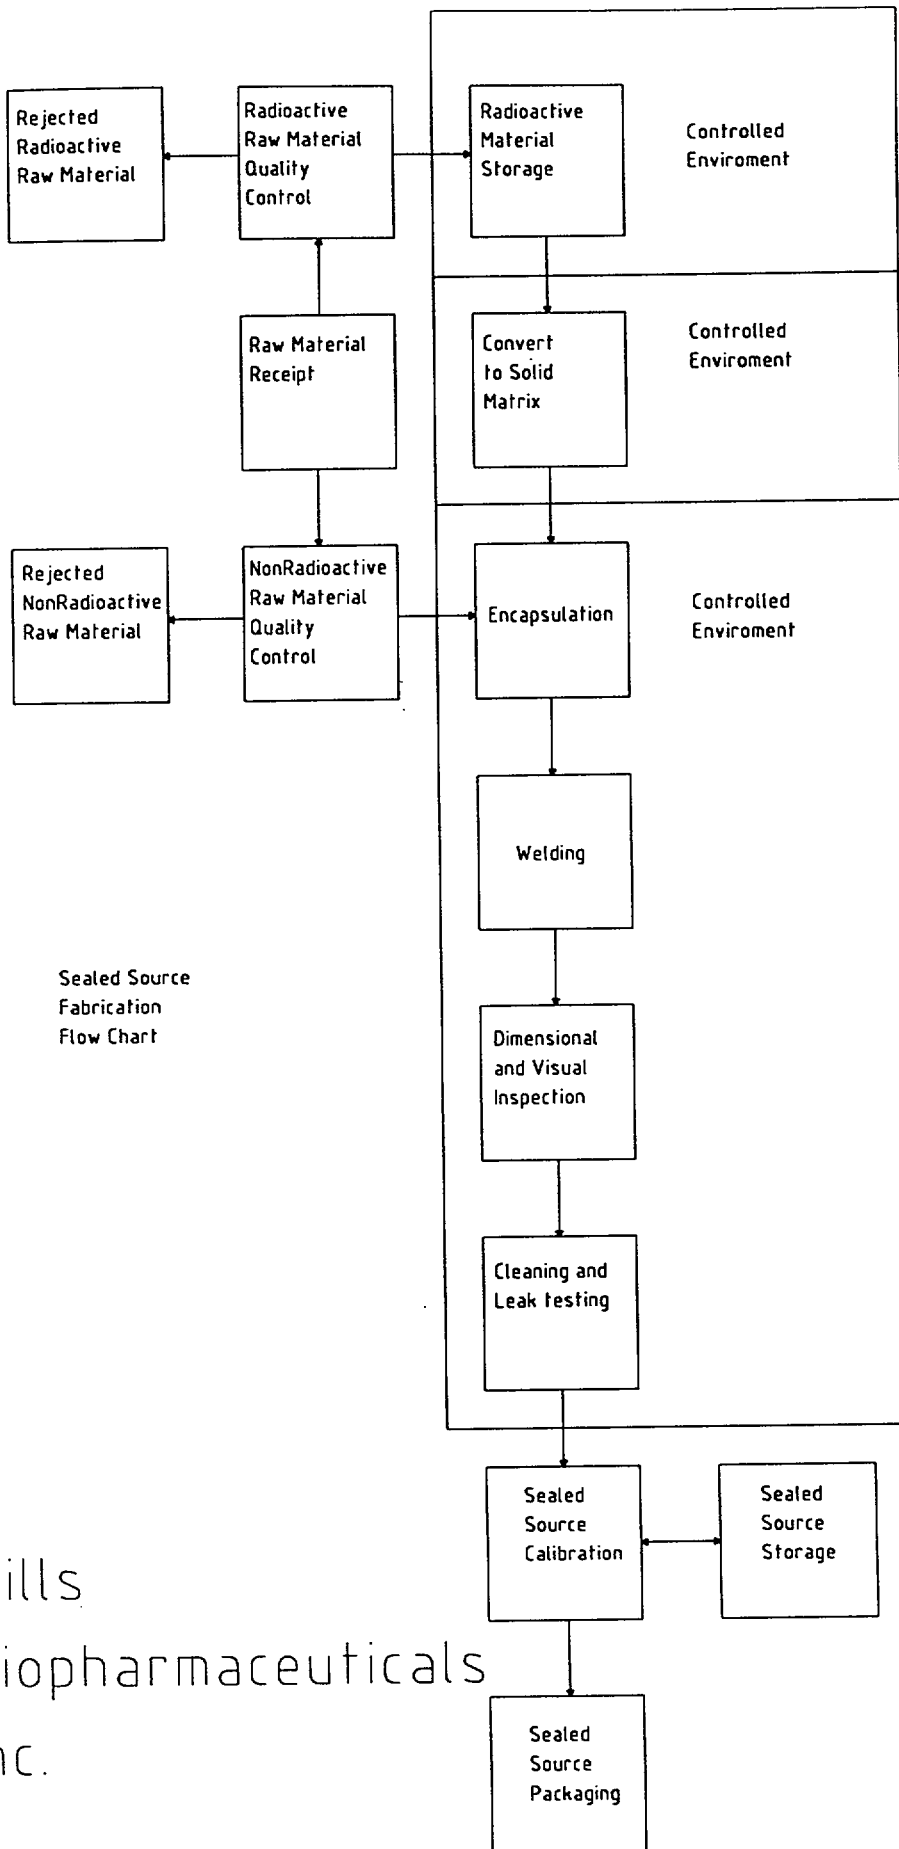 Rejected
Radioactive
Raw Material
Radioactive
Raw Material
Quality
Control
Radioactive
Material
Storage
Controlled
Enviroment
Raw Material
Receipt
Convert
to Solid
Matrix
Controlled
Enviroment
Rejected
NonRadioactive
Raw Material
NonRadioactive
Raw Material
Quality
Control
Encapsulation
Controlled
Enviroment
Welding
Sealed Source
Fabrication
Flow Chart
Dimensional
and Visual
Inspection
Cleaning and
Leak testing
Sealed
Source
Calibration
Sealed
Source
Storage
ills
iopharmaceuticals
nc.
Sealed
Source
Packaging